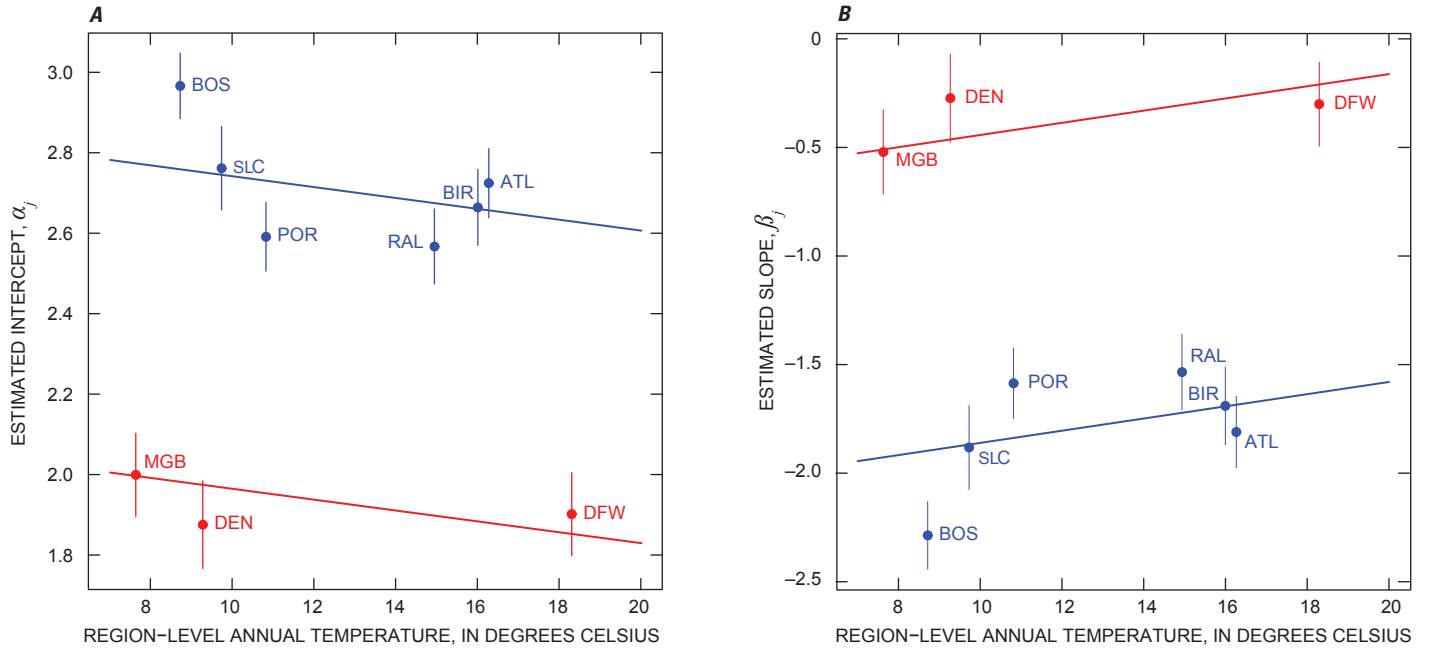 A
ESTIMATED INTERCEPT, αj
3.0
2.8
2.6
2.4
2.2
2.0
1.8
BOS
SLC
POR
RAL
BIR
ATL
MGB
DEN
DFW
8 10 12 14 16 18 20
REGION–LEVEL ANNUAL TEMPERATURE, IN DEGREES CELSIUS
B
ESTIMATED SLOPE, βj
0
–0.5
–1.0
–1.5
–2.0
–2.5
DEN
DFW
MGB
RAL
POR
BIR
ATL
SLC
BOS
8 10 12 14 16 18 20
REGION–LEVEL ANNUAL TEMPERATURE, IN DEGREES CELSIUS